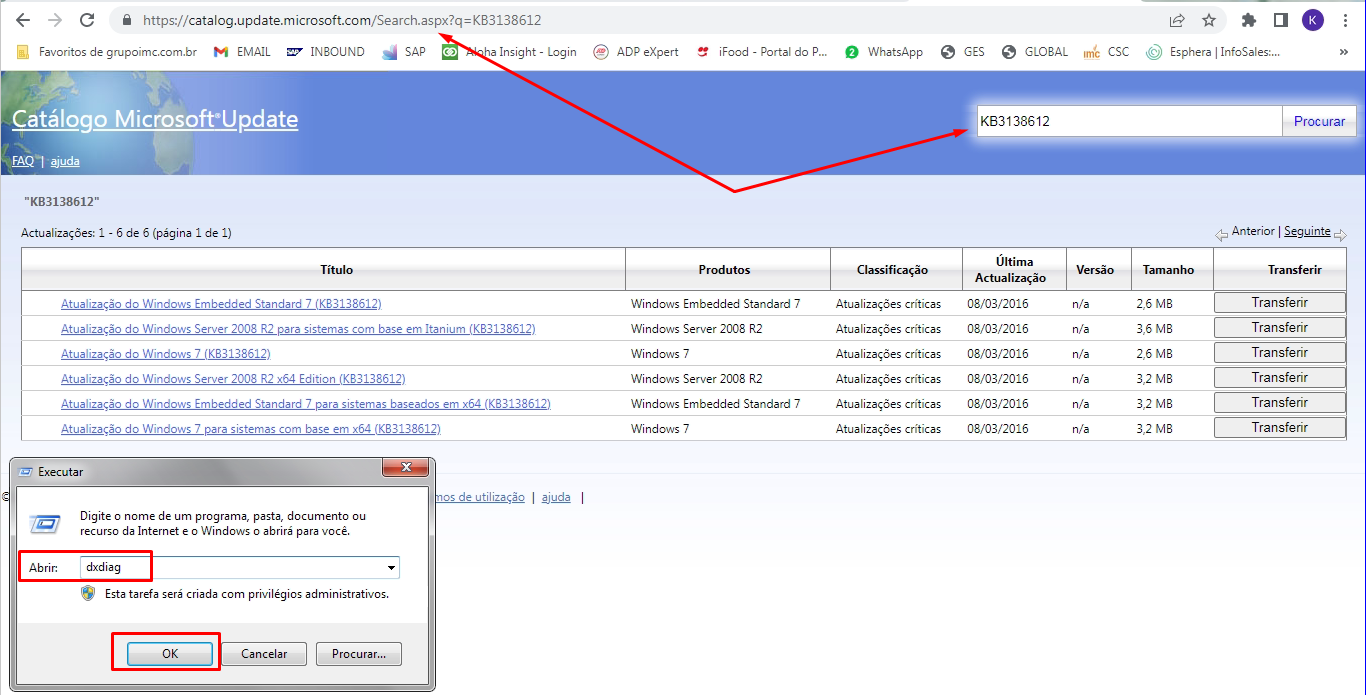 https://catalog.update.microsoft.com/Search.aspx?q=KB3138612
K
Favoritos de grupoimc.com.br
EMAIL
INBOUND
SAP
Aloha Insight - Login
ADP eXpert
iFood - Portal do P...
2
WhatsApp
GES
GLOBAL
imc
CSC
Esphera | InfoSales:...
»
Catálogo Microsoft®Update
KB3138612
Procurar
FAQ | ajuda
"KB3138612"
Actualizações: 1 - 6 de 6 (página 1 de 1)
Anterior | Seguinte
Título Produtos Classificação Última Actualização Versão Tamanho Transferir
Atualização do Windows Embedded Standard 7 (KB3138612) Windows Embedded Standard 7 Atualizações críticas 08/03/2016 n/a 2,6 MB Transferir
Atualização do Windows Server 2008 R2 para sistemas com base em Itanium (KB3138612) Windows Server 2008 R2 Atualizações críticas 08/03/2016 n/a 3,6 MB Transferir
Atualização do Windows 7 (KB3138612) Windows 7 Atualizações críticas 08/03/2016 n/a 2,6 MB Transferir
Atualização do Windows Server 2008 R2 x64 Edition (KB3138612) Windows Server 2008 R2 Atualizações críticas 08/03/2016 n/a 3,2 MB Transferir
Atualização do Windows Embedded Standard 7 para sistemas baseados em x64 (KB3138612) Windows Embedded Standard 7 Atualizações críticas 08/03/2016 n/a 3,2 MB Transferir
Atualização do Windows 7 para sistemas com base em x64 (KB3138612) Windows 7 Atualizações críticas 08/03/2016 n/a 3,2 MB Transferir
mos de utilização | ajuda |
Executar
Digite o nome de um programa, pasta, documento ou
recurso da Internet e o Windows o abrirá para você.
Abrir: dxdiag
Esta tarefa será criada com privilégios administrativos.
OK Cancelar Procurar...